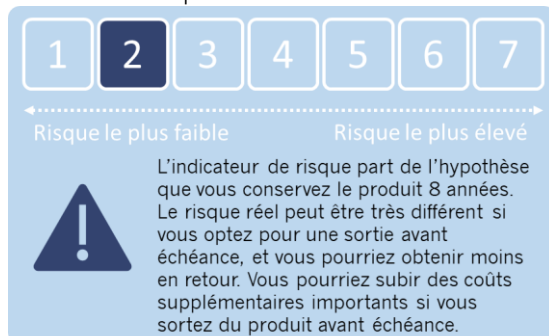 1 2 3 4 5 6 7
Risque le plus faible Risque le plus élevé
L'indicateur de risque part de l'hypothèse
que vous conservez le produit 8 années.
Le risque réel peut être très différent si
vous optez pour une sortie avant
échéance, et vous pourriez obtenir moins
en retour. Vous pourriez subir des coûts
supplémentaires importants si vous
sortez du produit avant échéance.